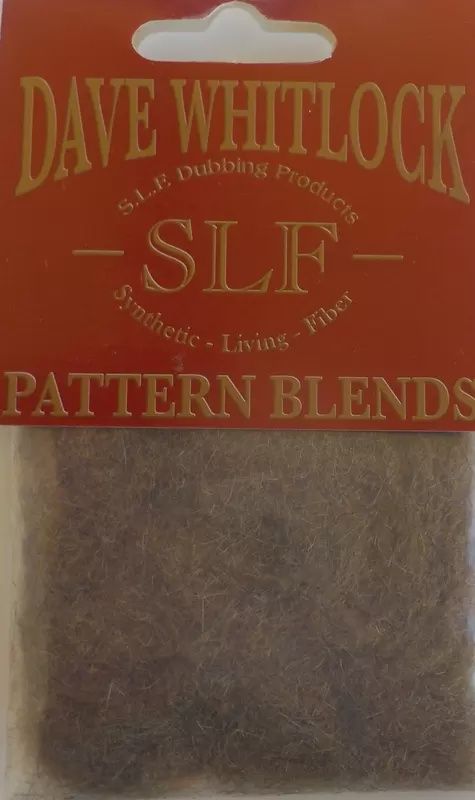 DAVE WHITLOCK
S.L.F Dubbing Products
- SLF -
Synthetic - Living - Fiber
PATTERN BLENDS